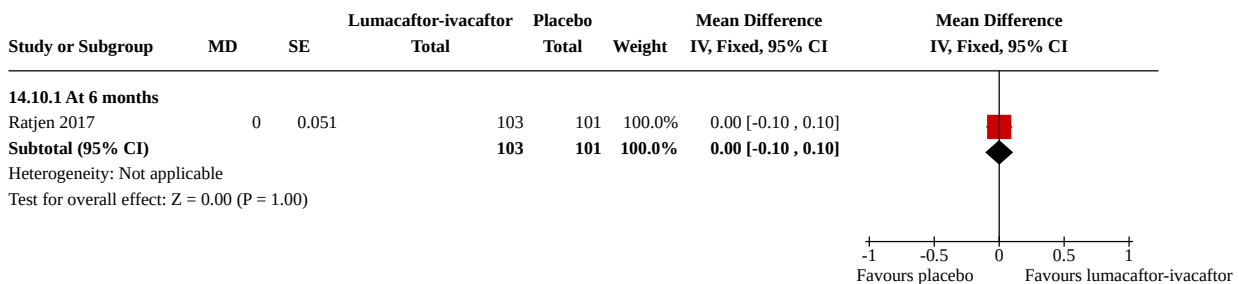 Lumacaftor-ivacaftor Placebo Mean Difference Mean Difference
Study or Subgroup MD SE Total Total Weight IV, Fixed, 95% CI IV, Fixed, 95% CI
14.10.1 At 6 months
Ratjen 2017 0 0.051 103 101 100.0% 0.00 [-0.10 , 0.10]
Subtotal (95% CI) 103 101 100.0% 0.00 [-0.10 , 0.10]
Heterogeneity: Not applicable
Test for overall effect: Z = 0.00 (P = 1.00)
-1 -0.5 0 0.5 1
Favours placebo Favours lumacaftor-ivacaftor